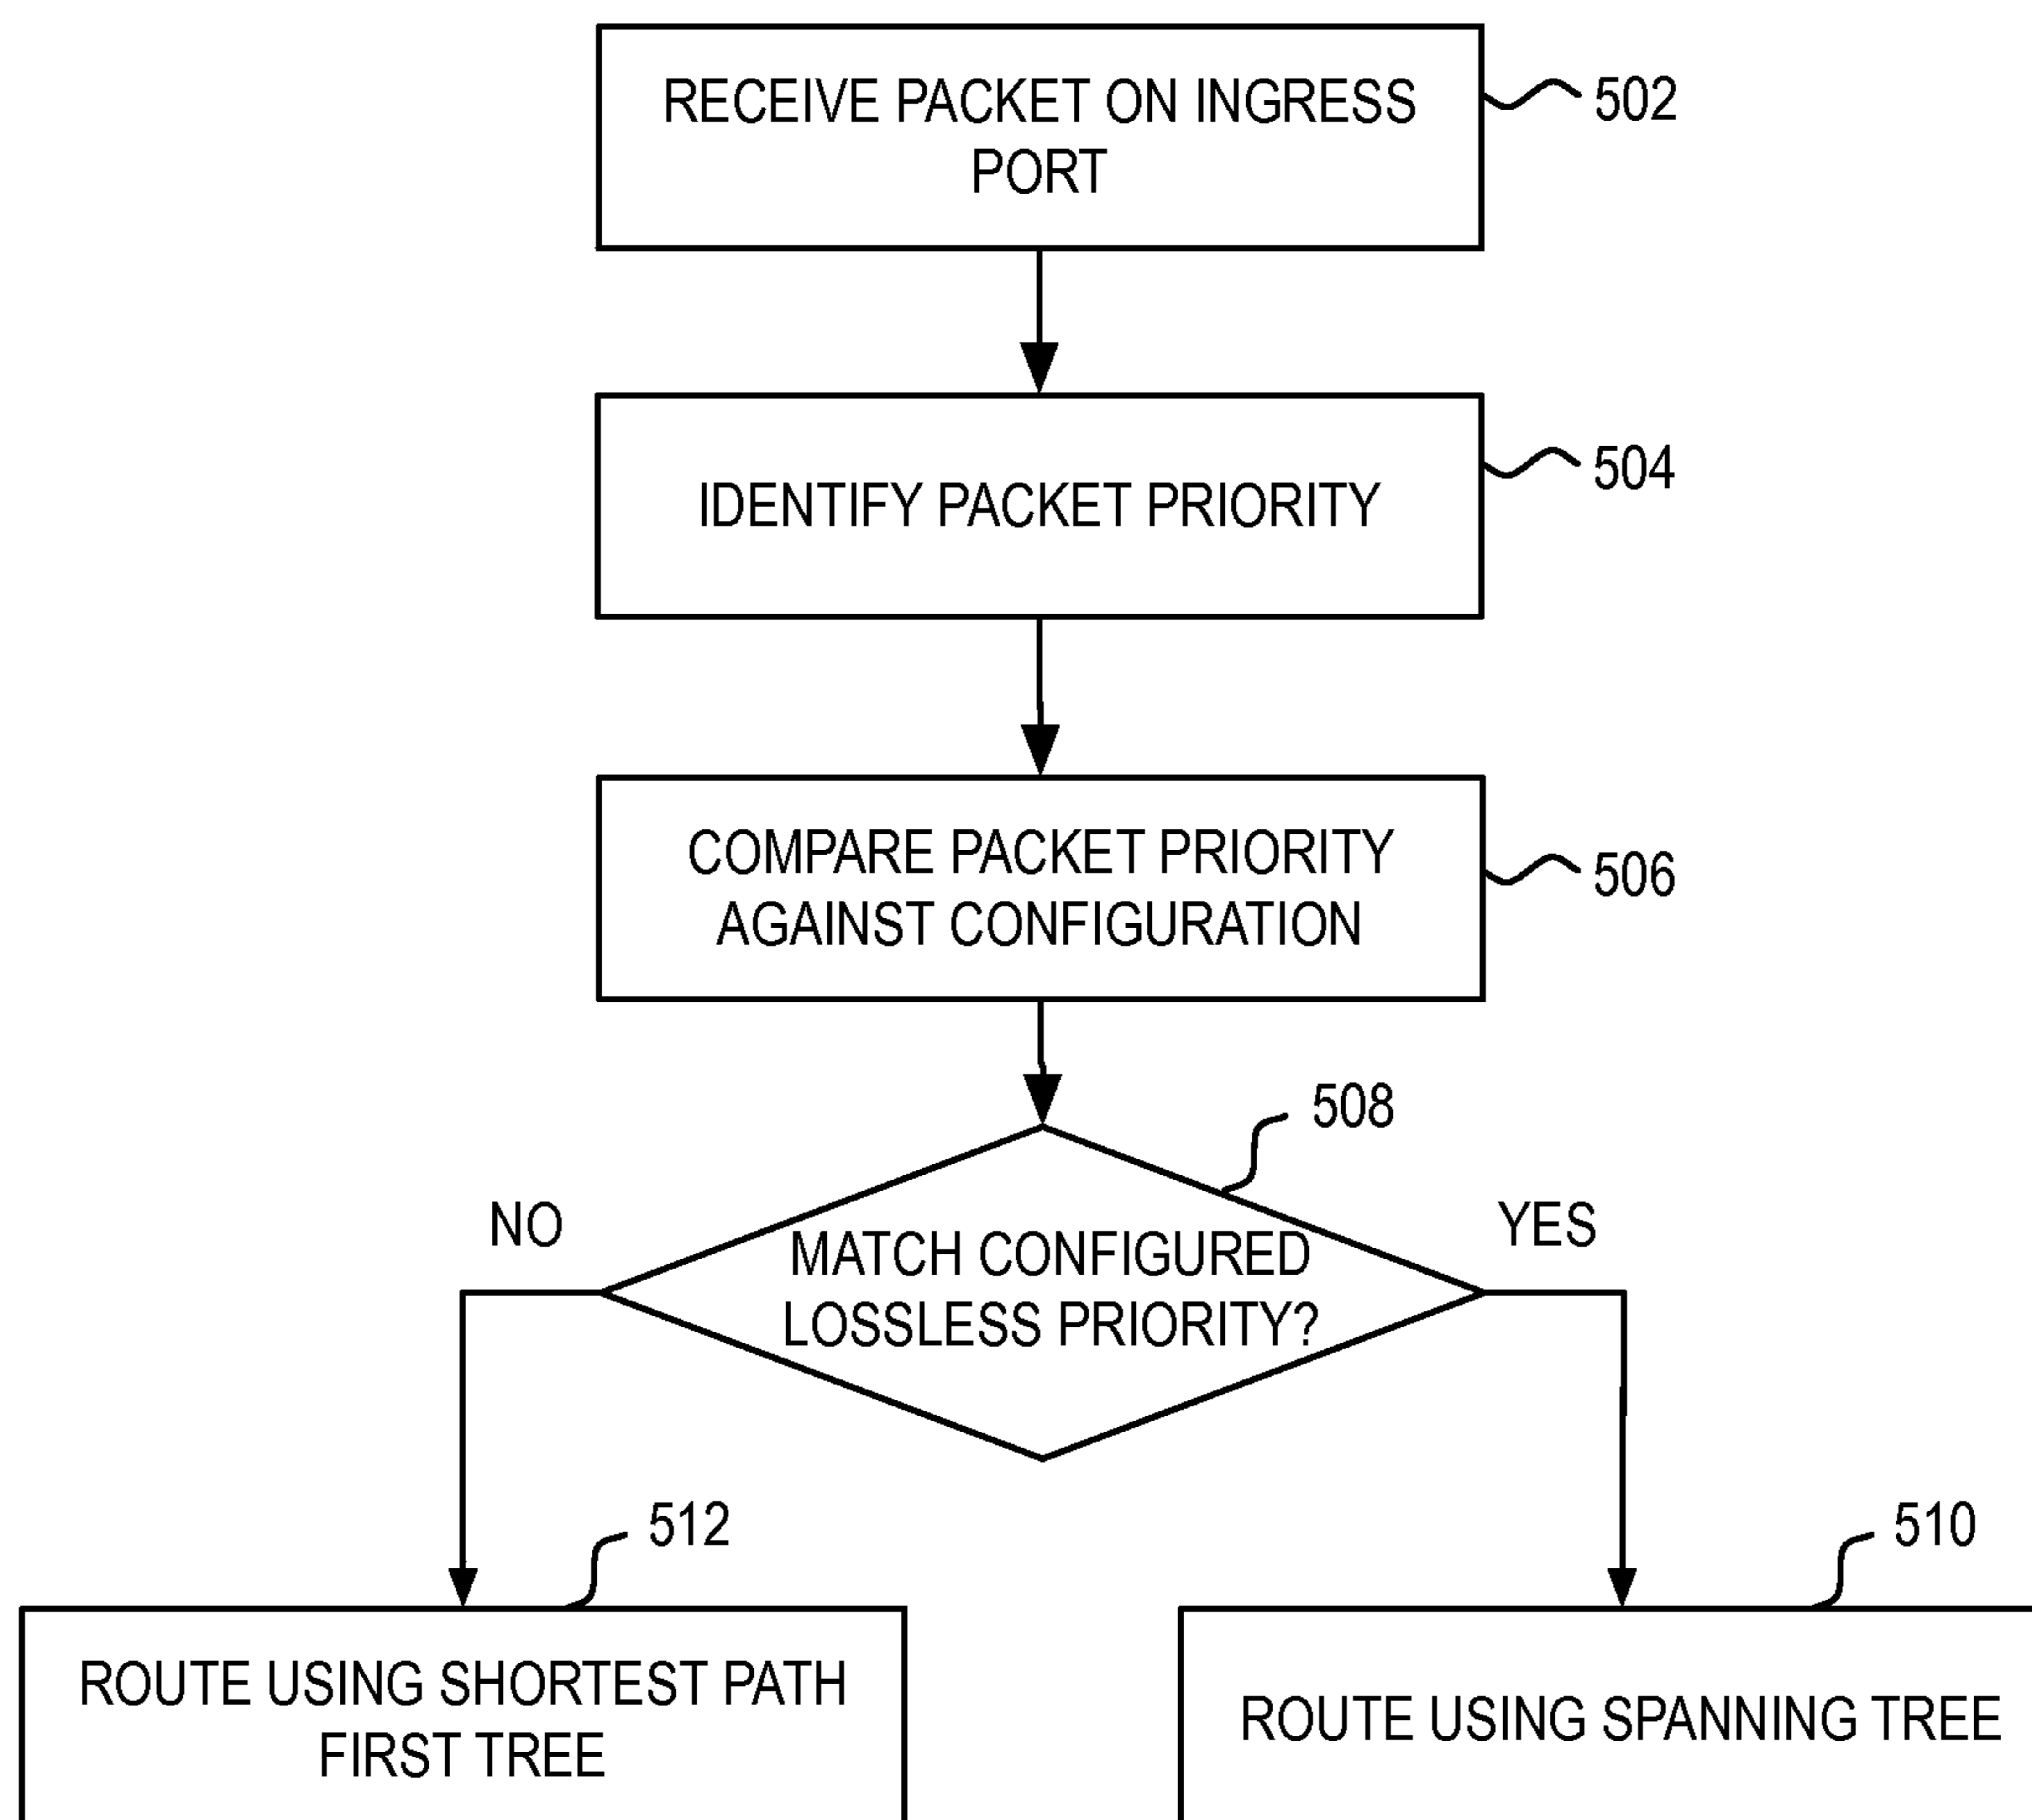 RECEIVE PACKET ON INGRESS
PORT
502
IDENTIFY PACKET PRIORITY
504
COMPARE PACKET PRIORITY
AGAINST CONFIGURATION
506
508
NO
YES
MATCH CONFIGURED
LOSSLESS PRIORITY?
512
510
ROUTE USING SHORTEST PATH
FIRST TREE
ROUTE USING SPANNING TREE